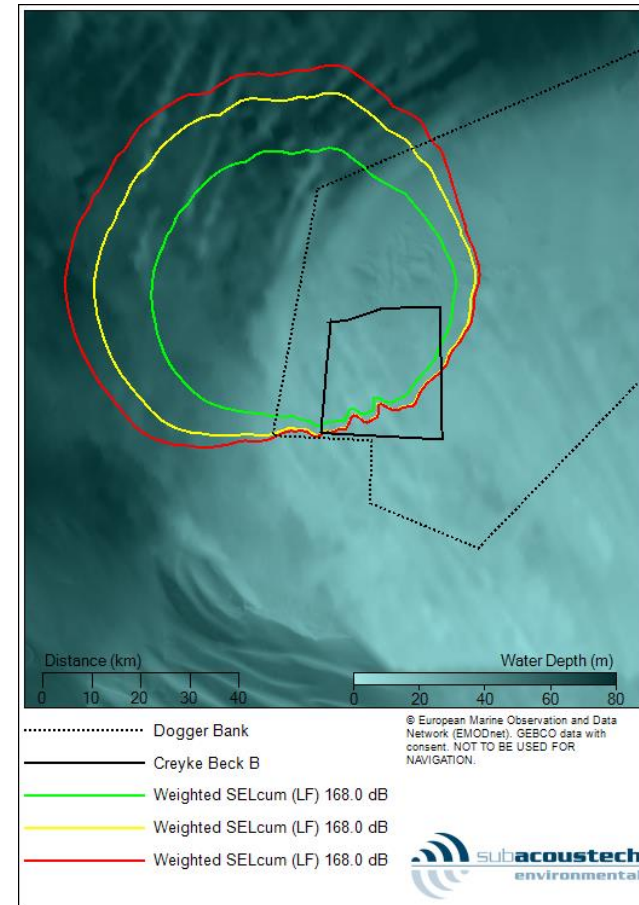 Distance (km)
0 10 20 30 40
Water Depth (m)
0 20 40 60 80
Dogger Bank
Creyke Beck B
Weighted SELcum (LF) 168.0 dB
Weighted SELcum (LF) 168.0 dB
Weighted SELcum (LF) 168.0 dB
© European Marine Observation and Data
Network (EMODnet). GEBCO data with
consent. NOT TO BE USED FOR
NAVIGATION.
subacoustech
environmental